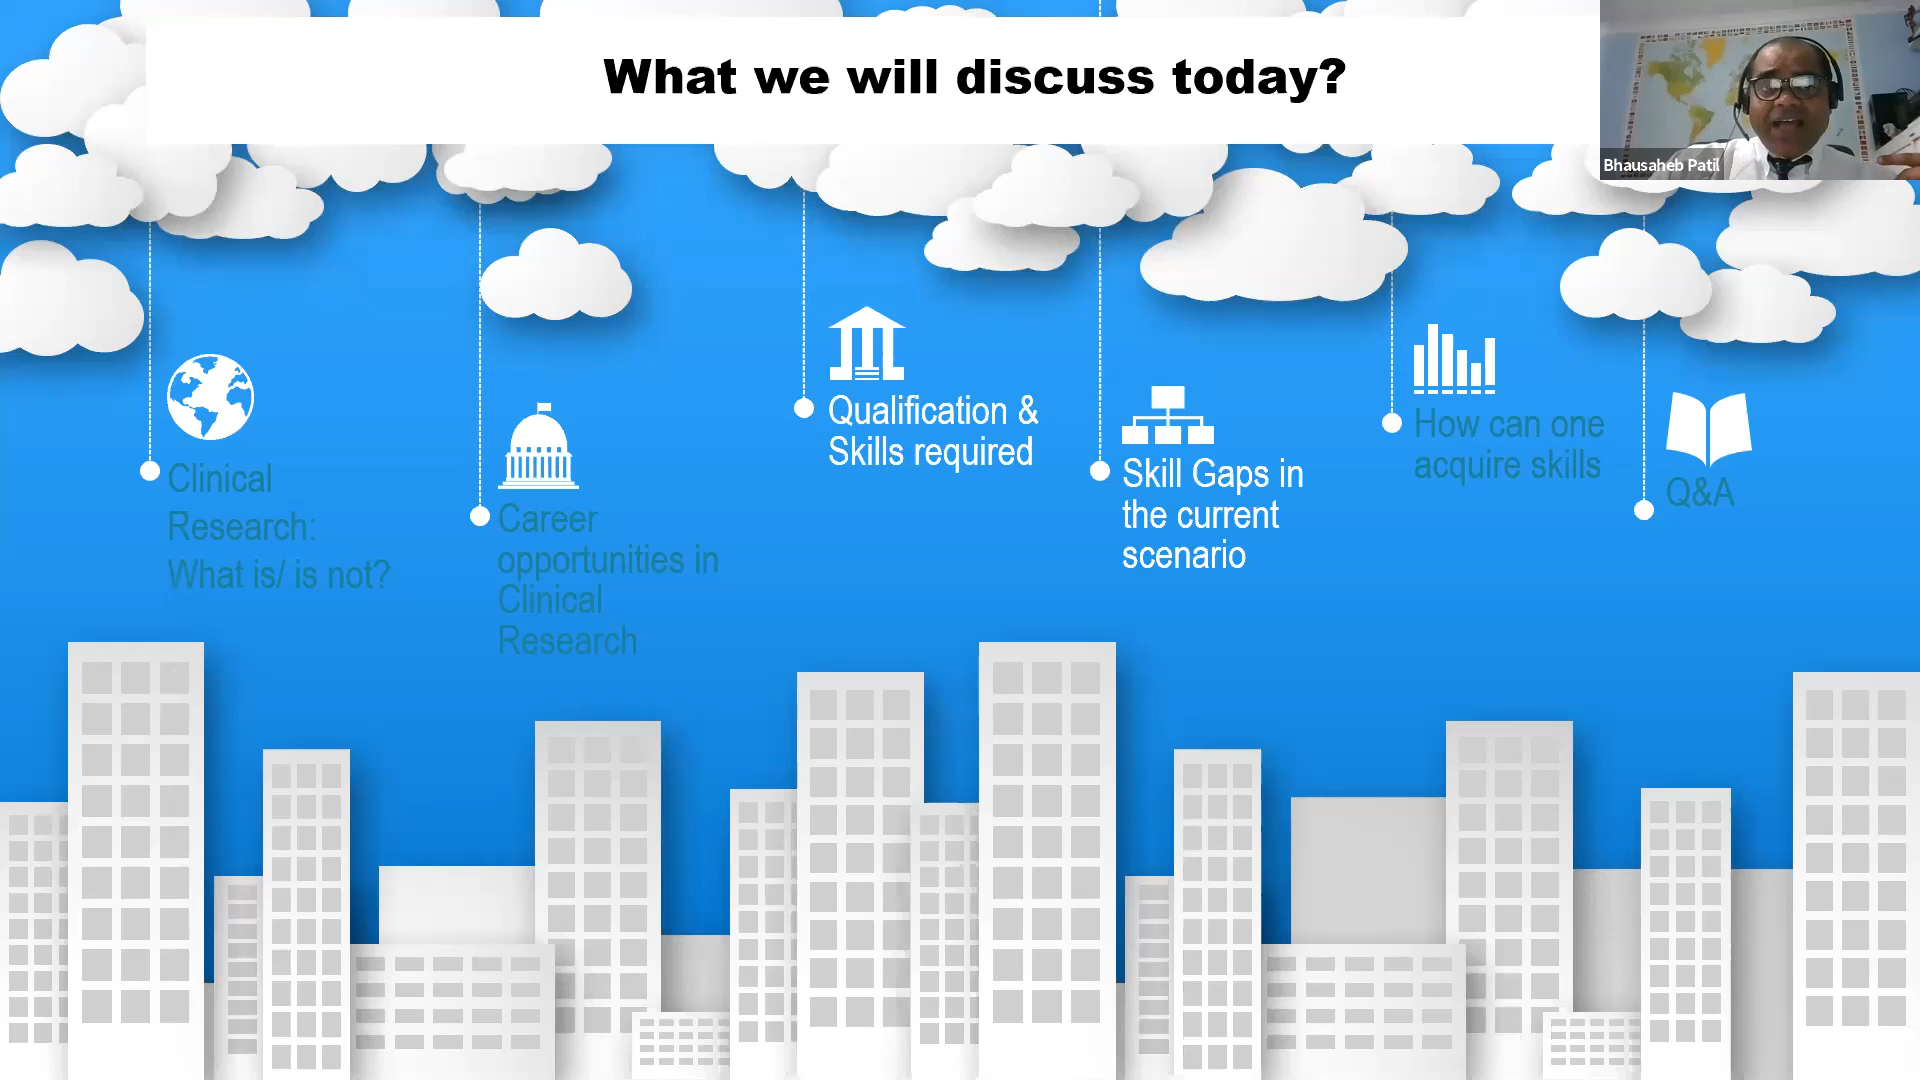 What we will discuss today?
Bhausaheb Patil
Clinical
Research:
What is/ is not?
Career
opportunities in
Clinical
Research
Qualification &
Skills required
Skill Gaps in
the current
scenario
How can one
acquire skills
Q&A